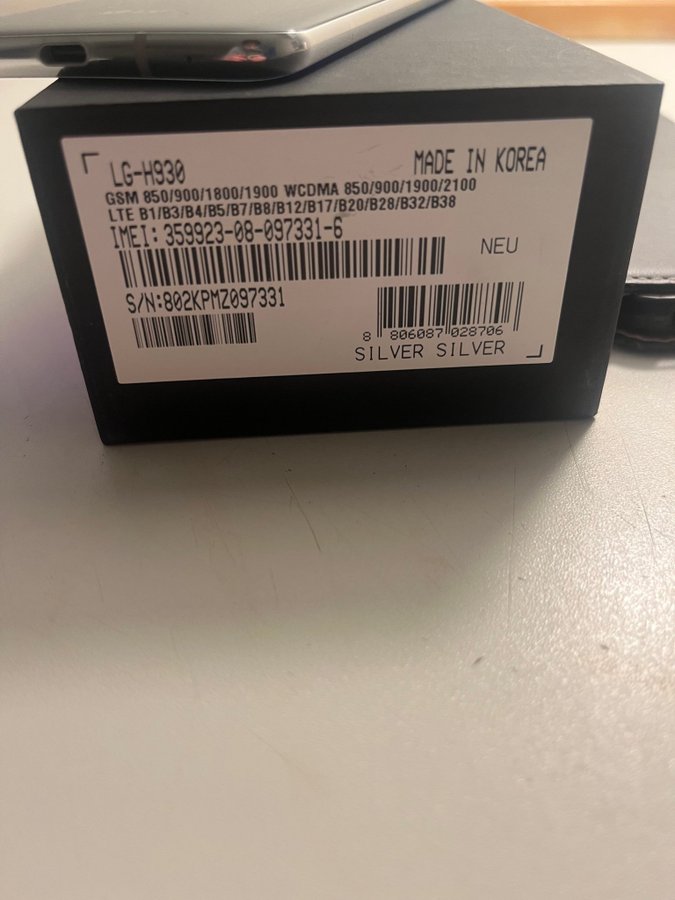 LG-H930
MADE IN KOREA
GSM 850/900/1800/1900 WCDMA 850/900/1900/2100
LTE B1/B3/B4/B5/B7/B8/B12/B17/B20/B28/B32/B38
IMEI: 359923-08-097331-6
NEU
S/N:802KPMZ097331
8 806087 028706
SILVER SILVER